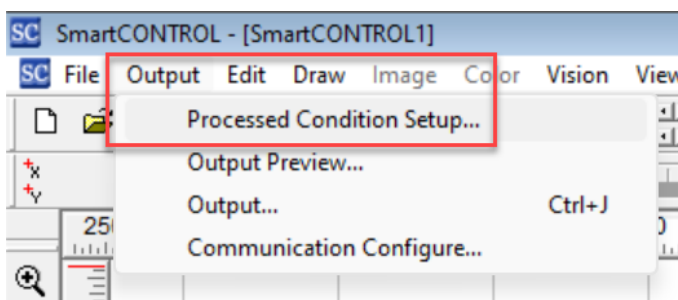 SC SmartCONTROL - [SmartCONTROL1]
SC File Output Edit Draw Image Color Vision View
Processed Condition Setup...
Output Preview...
Output... Ctrl+J
Communication Configure...
X
Y